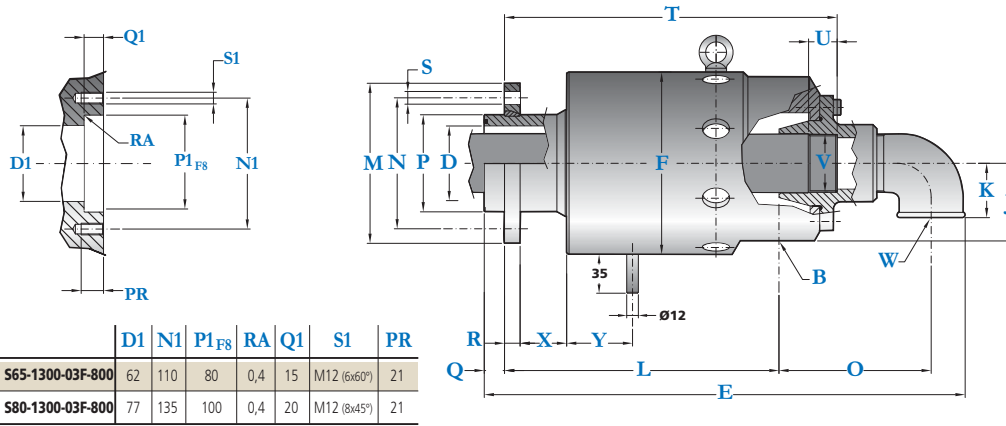 T
Q1
U
S1
S
RA
D1
P1F8
N1
M
N
P
D
F
V
K
W
B
35
Ø12
PR
R
X
Y
Q
L
O
E
D1 N1 P1F8 RA Q1 S1 PR
S65-1300-03F-800 62 110 80 0,4 15 M12 (6x60º) 21
S80-1300-03F-800 77 135 100 0,4 20 M12 (8x45º) 21